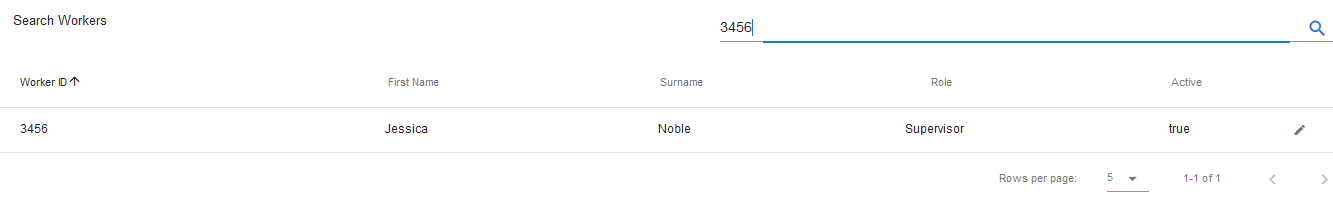 Search Workers
3456
Worker ID First Name Surname Role Active
3456 Jessica Noble Supervisor true
Rows per page: 5 1-1 of 1